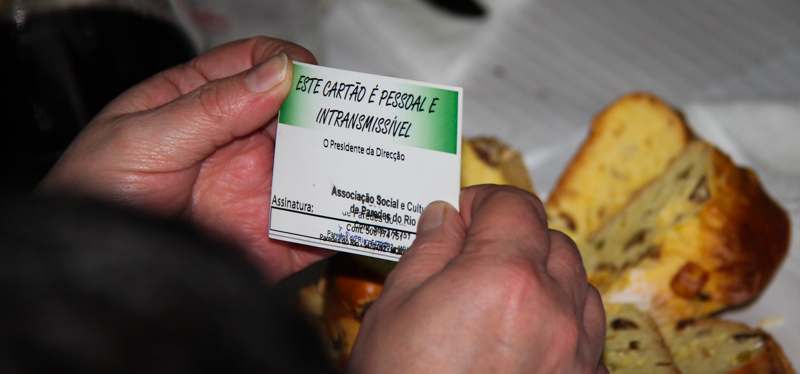 ESTE CARTÃO É PESSOAL E
INTRANSMISSÍVEL
O Presidente da Direcção
Associação Social e Cultu
de Paredes do Rio
Assinatura: